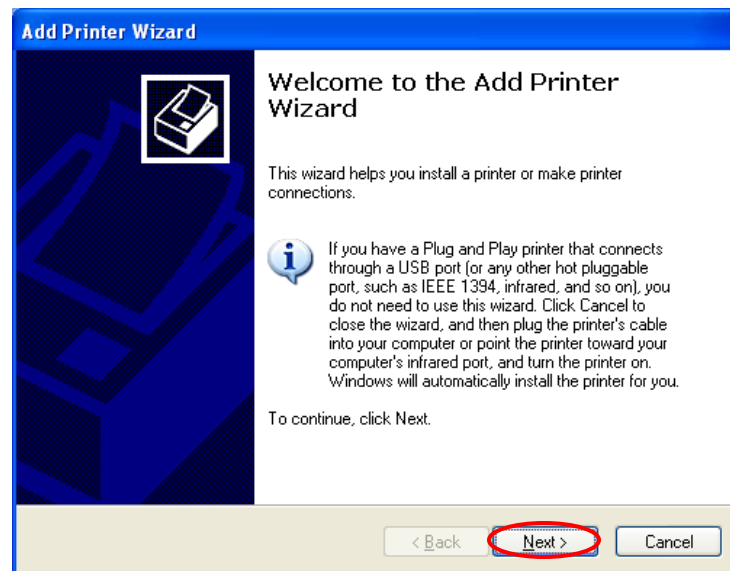 Add Printer Wizard
Welcome to the Add Printer
Wizard
This wizard helps you install a printer or make printer
connections.
If you have a Plug and Play printer that connects
through a USB port (or any other hot pluggable
port, such as IEEE 1394, infrared, and so on), you
do not need to use this wizard. Click Cancel to
close the wizard, and then plug the printer's cable
into your computer or point the printer toward your
computer's infrared port, and turn the printer on.
Windows will automatically install the printer for you.
To continue, click Next.
< Back Next > Cancel